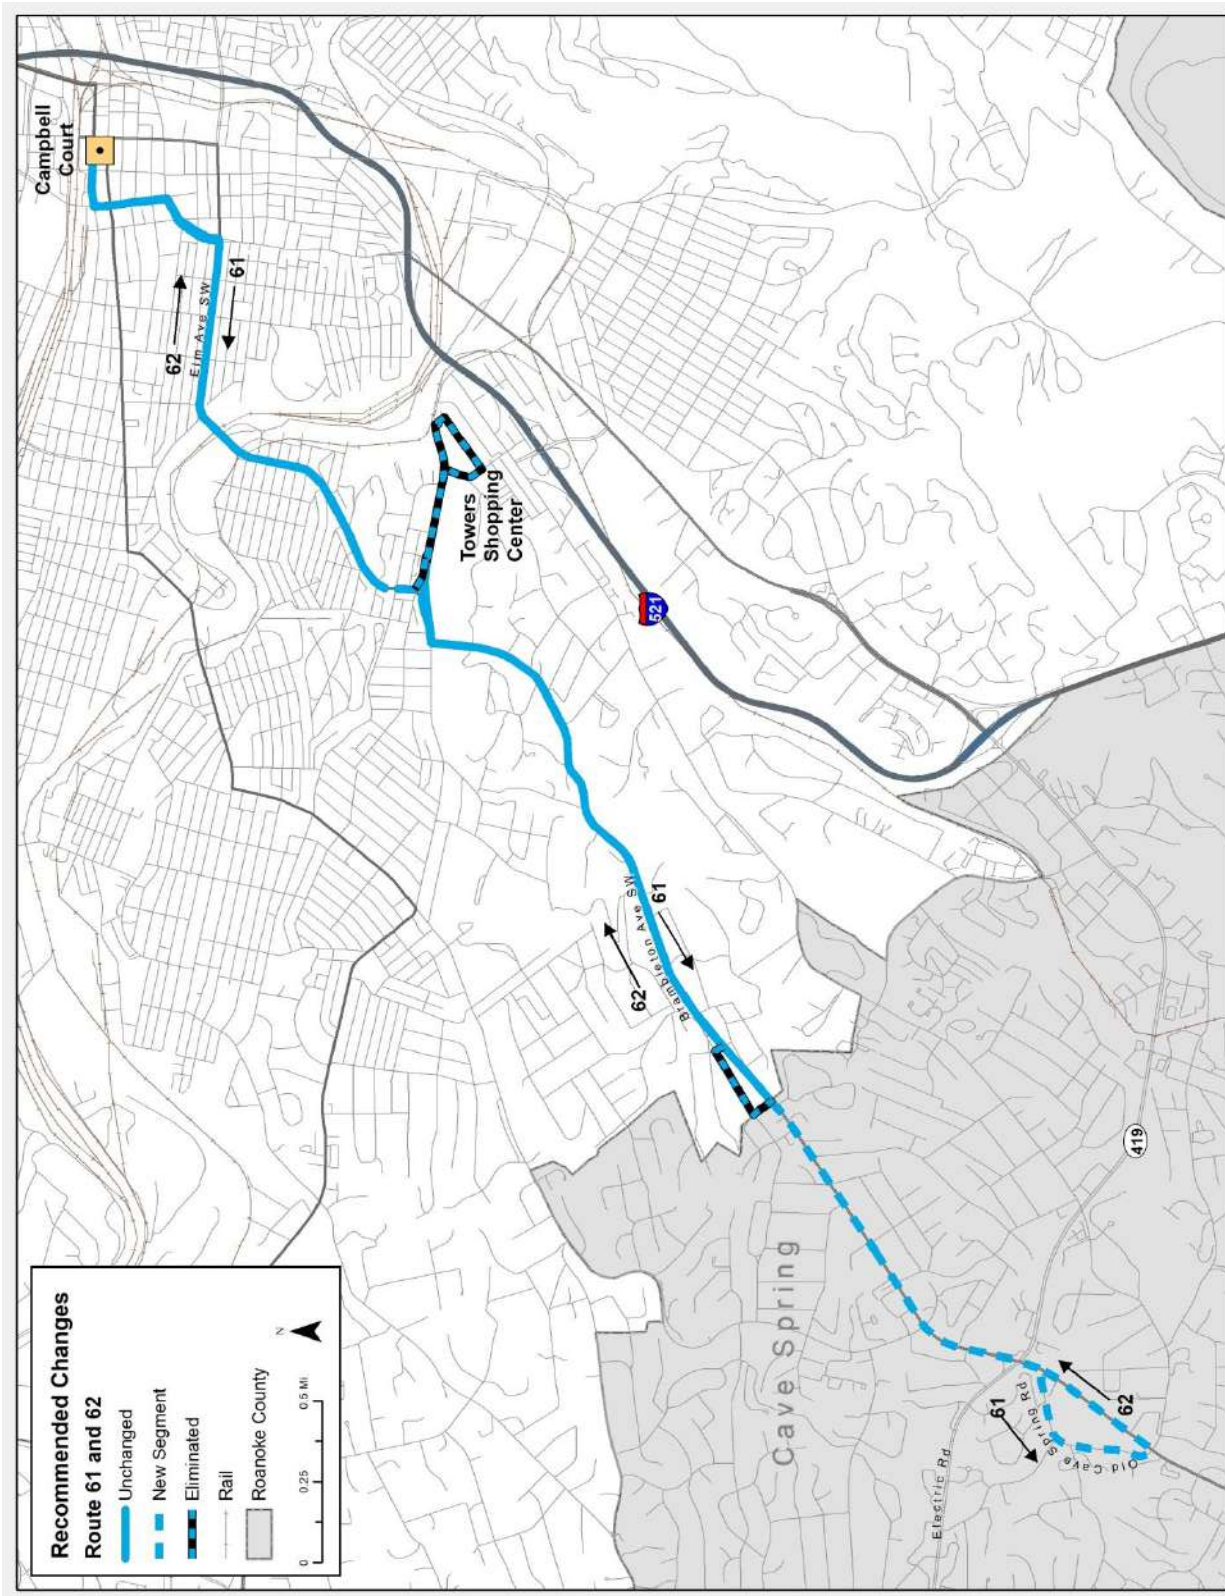 Campbell
Court
62
Elm Ave SW
61
Towers
Shopping
Center
521
Brambleton Ave SW
61
62
419
Cave Spring
Electric Rd
Old Cave Spring Rd
61
62
Recommended Changes
Route 61 and 62
Unchanged
New Segment
Eliminated
Rail
Roanoke County
N
0
0.25
0.5 Mi